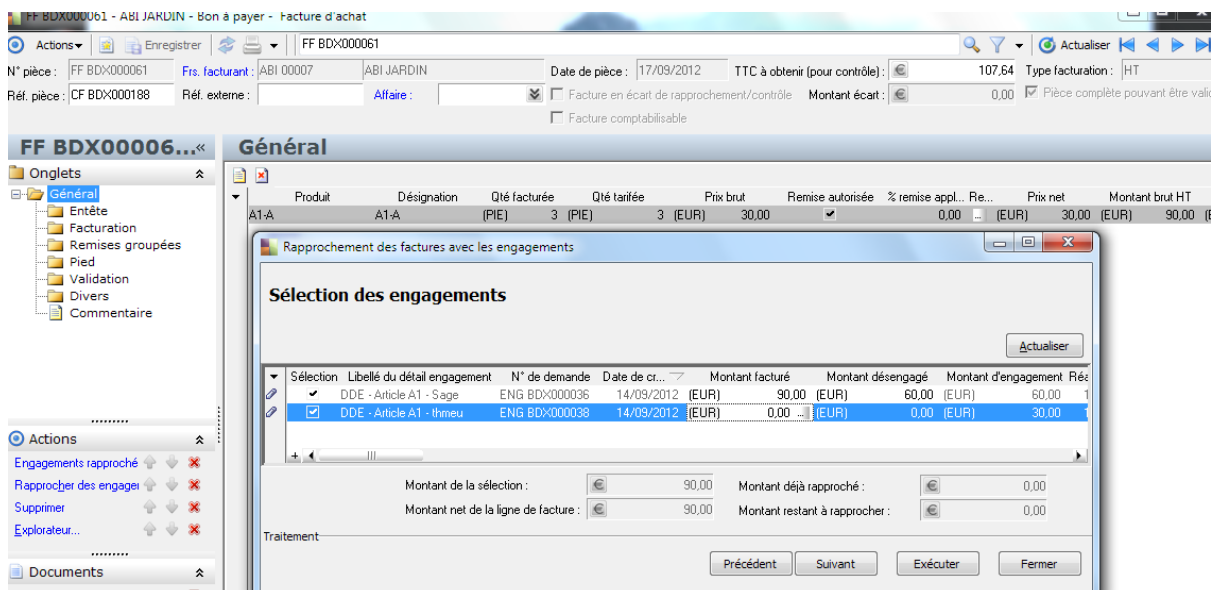 FF BDX000061 - ABI JARDIN - Bon à payer - Facture d'achat
Actions Enregistrer FF BDX000061 Actualiser
N° pièce : FF BDX000061 Frs. facturant : ABI 00007 ABI JARDIN Date de pièce : 17/09/2012 TTC à obtenir (pour contrôle) : € 107,64 Type facturation : HT
Réf. pièce : CF BDX000188 Réf. externe : Affaire : Facture en écart de rapprochement/contrôle Montant écart : € 0,00 Pièce complète pouvant être
Facture comptabilisable
FF BDX00006...«
Général
Onglets
Général
Entête
Facturation
Remises groupées
Pied
Validation
Divers
Commentaire
Produit Désignation Qté facturée Qté tarifée Prix brut Remise autorisée % remise appl... Re... Prix net Montant brut HT
A1-A A1-A (PIE) 3 (PIE) 3 (EUR) 30,00 0,00 ... (EUR) 30,00 (EUR) 90,00
Rapprochement des factures avec les engagements
Sélection des engagements
Actualiser
Sélection Libellé du détail engagement N° de demande Date de cr... Montant facturé Montant désengagé Montant d'engagement Réa
DDE - Article A1 - Sage ENG BDX000036 14/09/2012 (EUR) 90,00 (EUR) 60,00 (EUR) 60,00 1
DDE - Article A1 - thmeu ENG BDX000038 14/09/2012 (EUR) 0,00 ... (EUR) 0,00 (EUR) 30,00 1
Montant de la sélection : € 90,00 Montant déjà rapproché : € 0,00
Montant net de la ligne de facture : € 90,00 Montant restant à rapprocher : € 0,00
Traitement
Précédent Suivant Exécuter Fermer
Actions
Engagements rapproché
Rapprocher des engager
Supprimer
Explorateur...
Documents